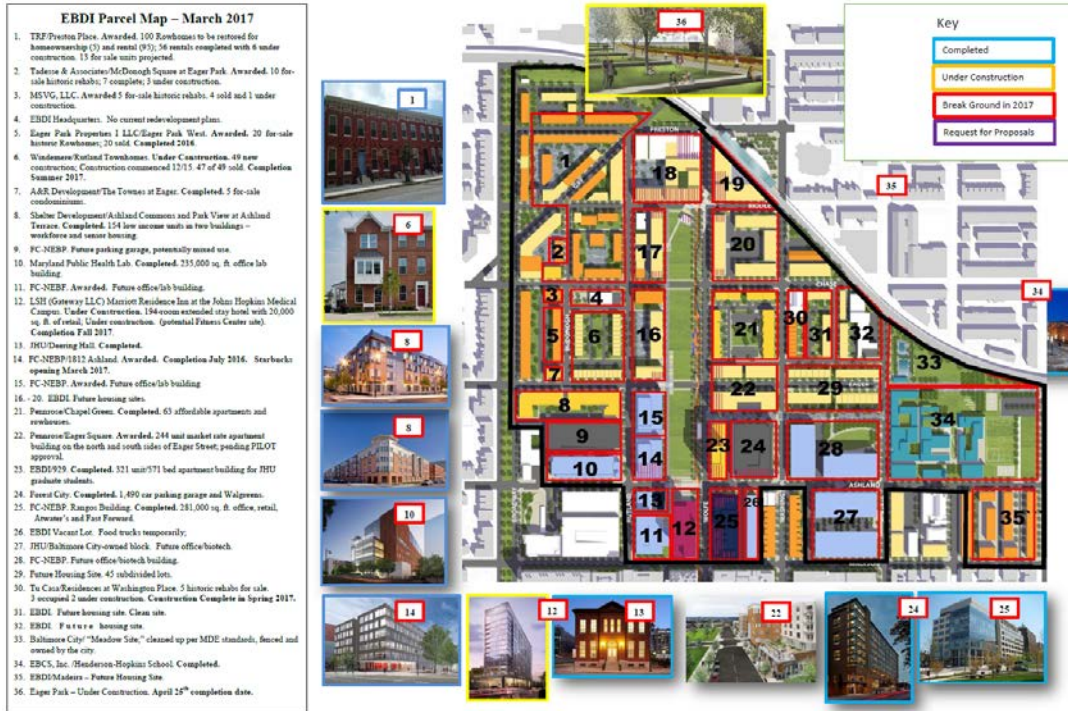 EBDI Parcel Map – March 2017
1. TRF/Preston Place. Awarded. 100 Rowhomes to be restored for
homeownership (5) and rental (95); 56 rentals completed with 6 under
construction. 13 for sale units projected.
2. Tadesse & Associates/McDonogh Square at Eager Park. Awarded. 10 for-
sale historic rehabs; 7 complete; 3 under construction.
3. MSVG, LLC. Awarded 5 for-sale historic rehabs. 4 sold and 1 under
construction.
4. EBDI Headquarters. No current redevelopment plans.
5. Eager Park Properties I LLC/Eager Park West. Awarded. 20 for-sale
historic Rowhomes; 20 sold. Completed 2016.
6. Windemere/Rutland Townhomes. Under Construction. 49 new
construction; Construction commenced 12/15. 47 of 49 sold. Completion
Summer 2017.
7. A&R Development/The Townes at Eager. Completed. 5 for-sale
condominiums.
8. Shelter Development/Ashland Commons and Park View at Ashland
Terrace. Completed. 154 low income units in two buildings –
workforce and senior housing.
9. FC-NEBP. Future parking garage, potentially mixed use.
10. Maryland Public Health Lab. Completed. 235,000 sq. ft. office lab
building.
11. FC-NEBP. Awarded. Future office/lab building.
12. LSH (Gateway LLC) Marriott Residence Inn at the Johns Hopkins Medical
Campus. Under Construction. 194-room extended stay hotel with 20,000
sq. ft. of retail; Under construction. (potential Fitness Center site).
Completion Fall 2017.
13. JHU/Deering Hall. Completed.
14. FC-NEBP/1812 Ashland. Awarded. Completion July 2016. Starbucks
opening March 2017.
15. FC-NEBP. Awarded. Future office/lab building
16. - 20. EBDI. Future housing sites.
21. Pennrose/Chapel Green. Completed. 63 affordable apartments and
rowhouses.
22. Pennrose/Eager Square. Awarded. 244 unit market rate apartment
building on the north and south sides of Eager Street; pending PILOT
approval.
23. EBDI/929. Completed. 321 unit/571 bed apartment building for JHU
graduate students.
24. Forest City. Completed. 1,490 car parking garage and Walgreens.
25. FC-NEBP. Rangos Building. Completed. 281,000 sq. ft. office, retail,
Atwater's and Fast Forward.
26. EBDI Vacant Lot. Food trucks temporarily;
27. JHU/Baltimore City-owned block. Future office/biotech.
28. FC-NEBP. Future office/biotech building.
29. Future Housing Site. 45 subdivided lots.
30. Tu Casa/Residences at Washington Place. 5 historic rehabs for sale.
3 occupied 2 under construction. Construction Complete in Spring 2017.
31. EBDI. Future housing site. Clean site.
32. EBDI. Future housing site.
33. Baltimore City/ "Meadow Site;" cleaned up per MDE standards, fenced and
owned by the city.
34. EBCS, Inc. /Henderson-Hopkins School. Completed.
35. EBDI/Madeira – Future Housing Site.
36. Eager Park – Under Construction. April 25th completion date.
36
Key
Completed
Under Construction
Break Ground in 2017
Request for Proposals
1
PRESTON
1
18
19
35
6
2
17
20
CHASE
34
3
4
30
31
32
5
6
16
21
33
8
7
22
29
EAGER
8
15
34
8
9
14
23
24
28
10
ASHLAND
10
13
26
11
12
25
27
35
14
12
13
22
24
25